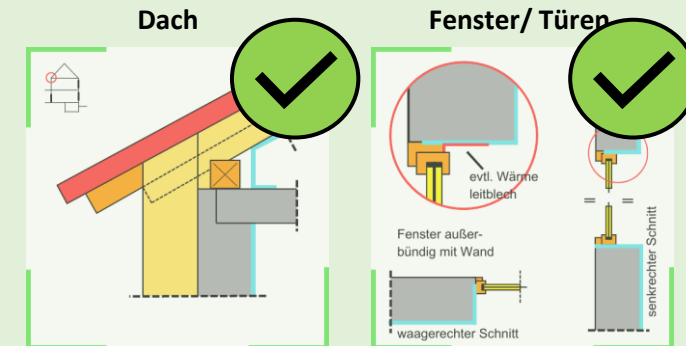 Dach
Fenster/ Türen
evtl. Wärme
leitblech
Fenster außer-
bündig mit Wand
waagerechter Schnitt
senkrechter Schnitt